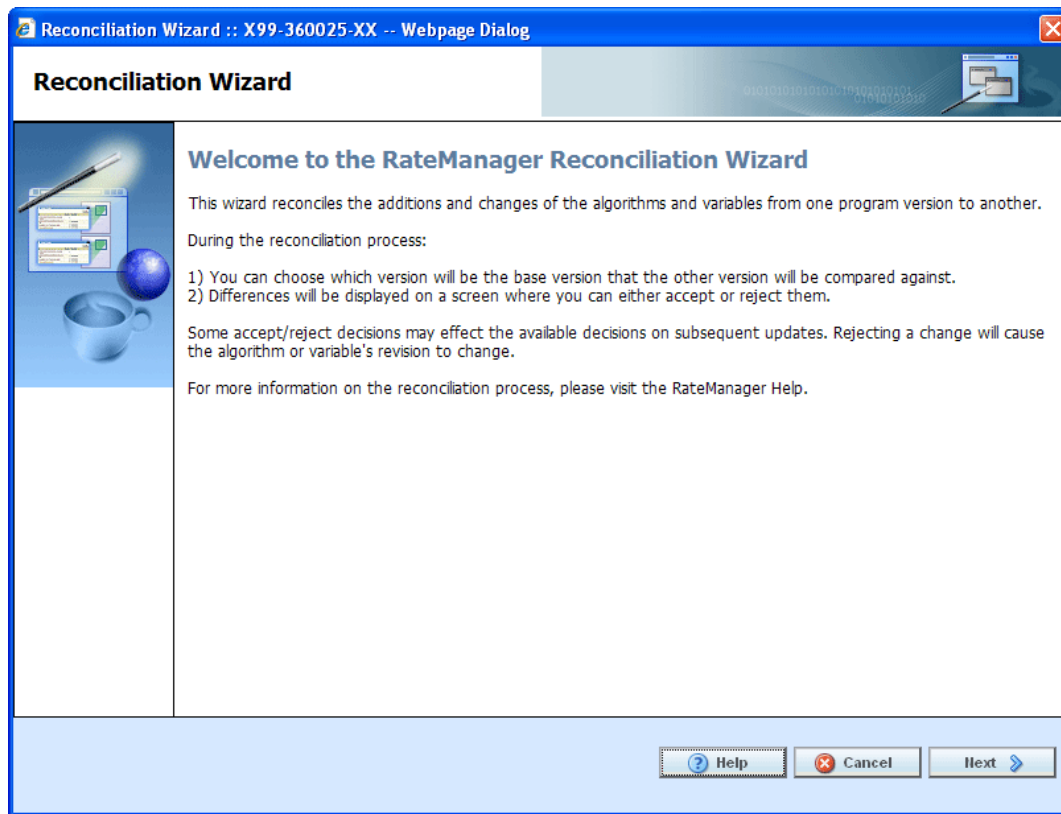 Reconciliation Wizard :: X99-360025-XX -- Webpage Dialog
Reconciliation Wizard
Welcome to the RateManager Reconciliation Wizard
This wizard reconciles the additions and changes of the algorithms and variables from one program version to another.
During the reconciliation process:
1) You can choose which version will be the base version that the other version will be compared against.
2) Differences will be displayed on a screen where you can either accept or reject them.
Some accept/reject decisions may effect the available decisions on subsequent updates. Rejecting a change will cause
the algorithm or variable's revision to change.
For more information on the reconciliation process, please visit the RateManager Help.
Help
Cancel
Next